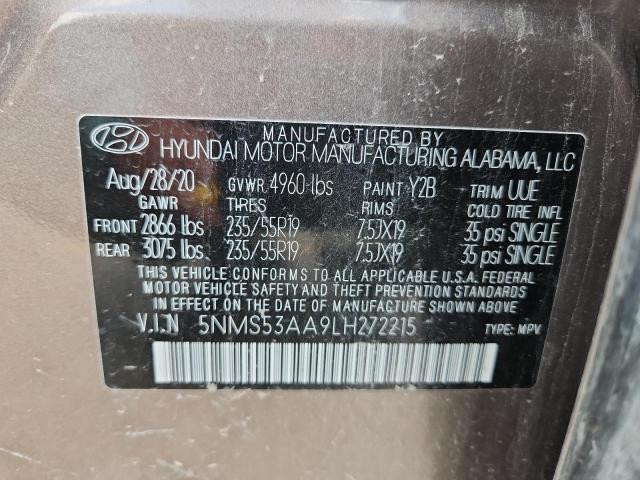 MANUFACTURED BY
HYUNDAI MOTOR MANUFACTURING ALABAMA, LLC
Aug/28/20 GVWR 4960 lbs PAINT Y2B TRIM UUE
GAWR TIRES RIMS COLD TIRE INFL
FRONT 2866 lbs 235/55R19 7.5JX19 35 psi SINGLE
REAR 3075 lbs 235/55R19 7.5JX19 35 psi SINGLE
THIS VEHICLE CONFORMS TO ALL APPLICABLE U.S.A. FEDERAL
MOTOR VEHICLE SAFETY AND THEFT PREVENTION STANDARDS
IN EFFECT ON THE DATE OF MANUFACTURE SHOWN ABOVE.
V.I.N 5NMS53AA9LH272215 TYPE: MPV